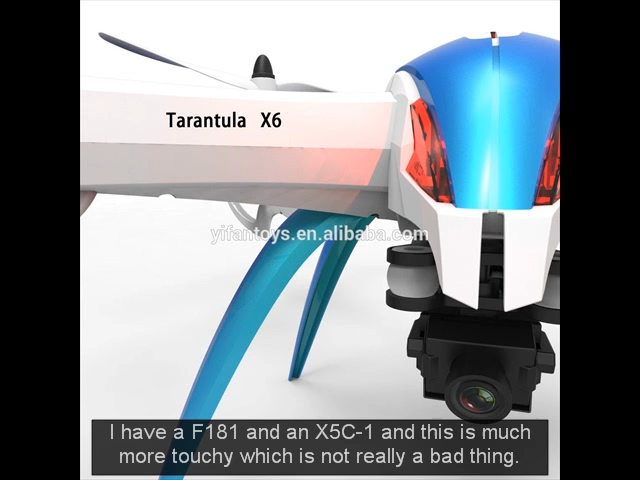 Tarantula X6
yifantoys.en.alibaba.com
I have a F181 and an X5C-1 and this is much
more touchy which is not really a bad thing.